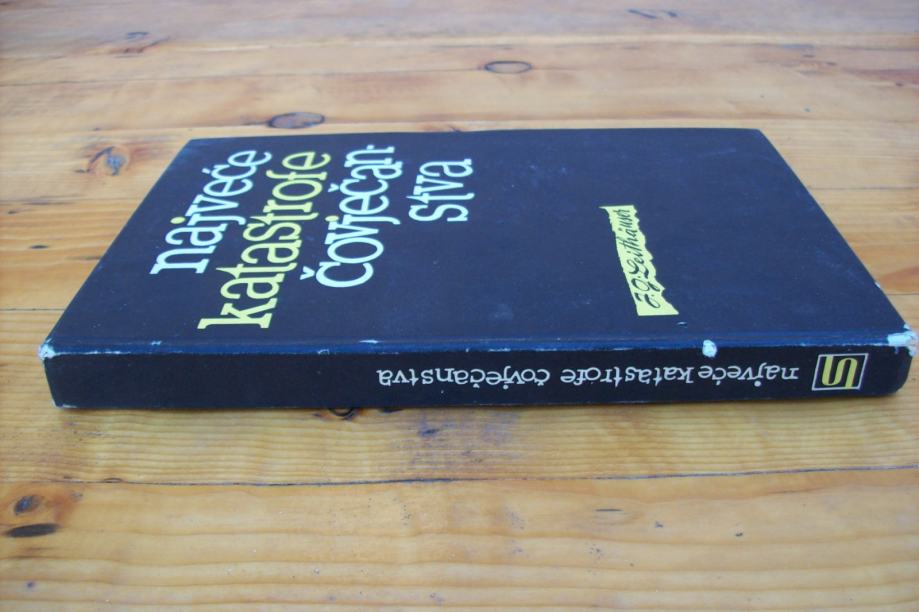 najveće
katastrofe
čovječan-
stva
J. G. Leithäuser
najveće katastrofe čovječanstva